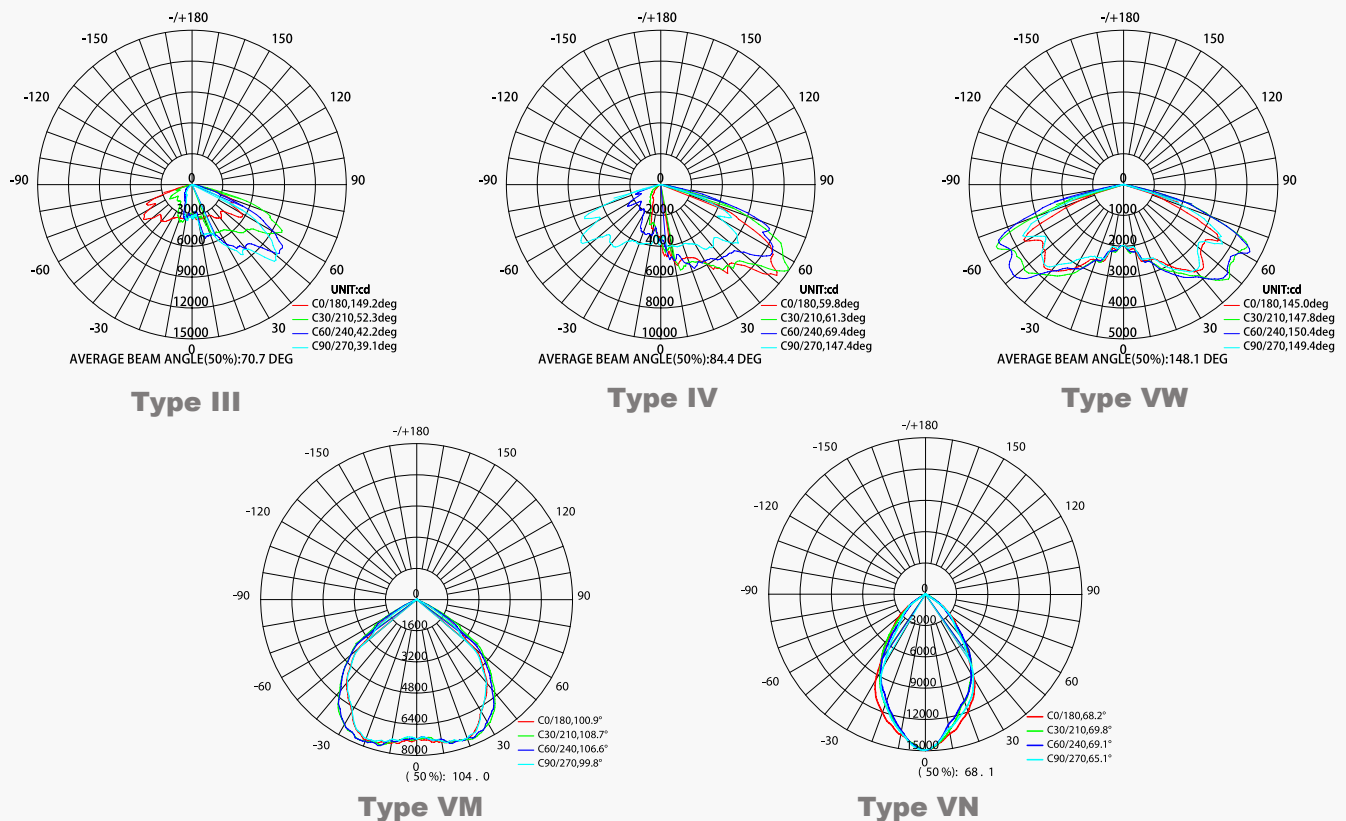 -/+180
-150
150
-120
120
-90
90
-60
60
-30
30
0
0
3000
6000
9000
12000
15000
UNIT:cd
C0/180,149.2deg
C30/210,52.3deg
C60/240,42.2deg
C90/270,39.1deg
AVERAGE BEAM ANGLE(50%):70.7 DEG
Type III
-/+180
-150
150
-120
120
-90
90
-60
60
-30
30
0
0
2000
4000
6000
8000
10000
UNIT:cd
C0/180,59.8deg
C30/210,61.3deg
C60/240,69.4deg
C90/270,147.4deg
AVERAGE BEAM ANGLE(50%):84.4 DEG
Type IV
-/+180
-150
150
-120
120
-90
90
-60
60
-30
30
0
0
1000
2000
3000
4000
5000
UNIT:cd
C0/180,145.0deg
C30/210,147.8deg
C60/240,150.4deg
C90/270,149.4deg
AVERAGE BEAM ANGLE(50%):148.1 DEG
Type VW
-/+180
-150
150
-120
120
-90
90
-60
60
-30
30
0
0
1600
3200
4800
6400
8000
C0/180,100.9°
C30/210,108.7°
C60/240,106.6°
C90/270,99.8°
(50%): 104.0
Type VM
-/+180
-150
150
-120
120
-90
90
-60
60
-30
30
0
0
3000
6000
9000
12000
15000
C0/180,68.2°
C30/210,69.8°
C60/240,69.1°
C90/270,65.1°
(50%): 68.1
Type VN